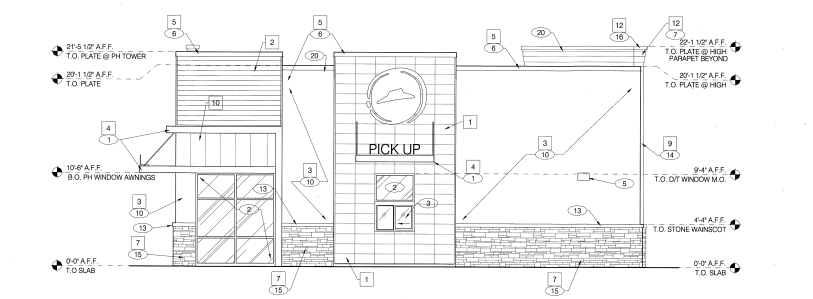 5
6
5
6
12
16
20
12
7
21'-5 1/2" A.F.F.
T.O. PLATE @ PH TOWER
2
20
5
6
22'-1 1/2" A.F.F.
T.O. PLATE @ HIGH
PARAPET BEYOND
20'-1 1/2" A.F.F.
T.O. PLATE
20'-1 1/2" A.F.F.
T.O. PLATE @ HIGH
10
4
1
1
PICK UP
3
10
9
14
10'-6" A.F.F.
B.O. PH WINDOW AWNINGS
3
10
4
1
9'-4" A.F.F.
T.O. D/T WINDOW M.O.
13
2
5
3
10
2
3
13
13
4'-4" A.F.F.
T.O. STONE WAINSCOT
7
15
0'-0" A.F.F.
T.O SLAB
7
15
1
7
15
0'-0" A.F.F.
T.O. SLAB